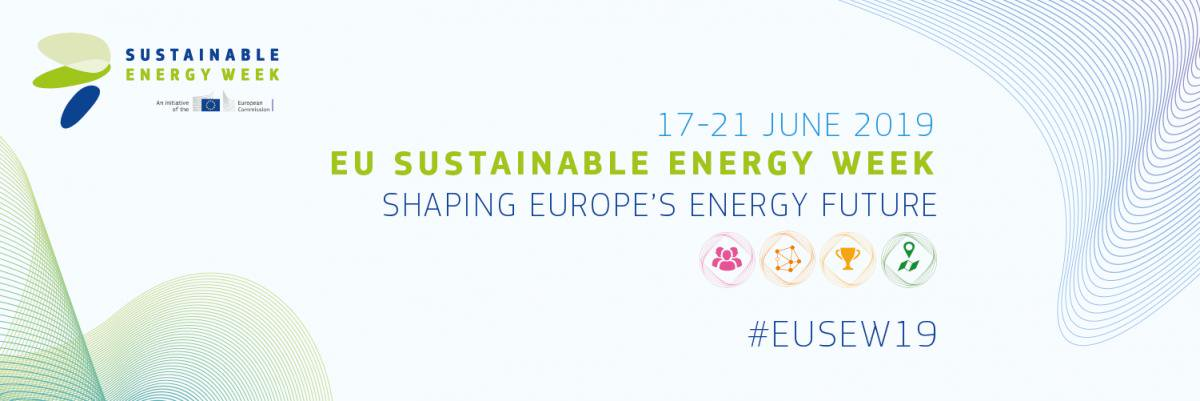 SUSTAINABLE
ENERGY WEEK
An initiative
of the
European
Commission
17-21 JUNE 2019
EU SUSTAINABLE ENERGY WEEK
SHAPING EUROPE'S ENERGY FUTURE
#EUSEW19